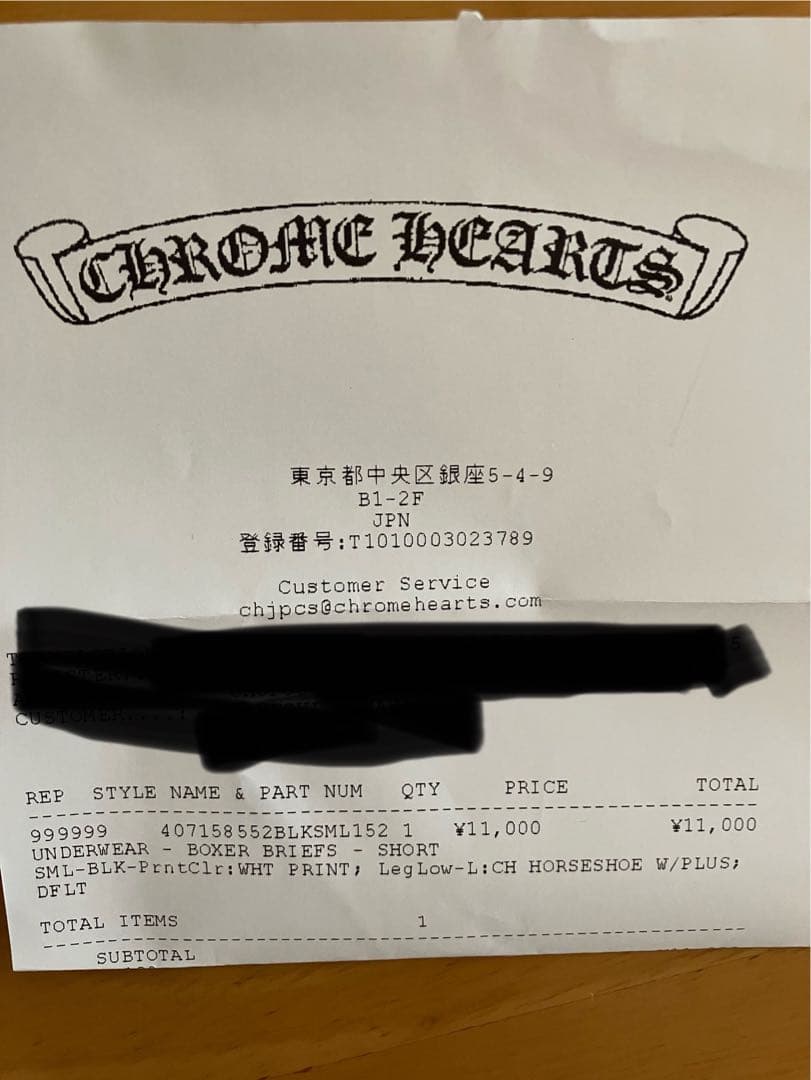 CHROME HEARTS
東京都中央区銀座5-4-9
B1-2F
JPN
登録番号:T1010003023789
Customer Service
chjpcs@chromehearts.com
CUSTOMER....:
REP STYLE NAME & PART NUM QTY PRICE TOTAL
999999 407158552BLKSML152 1 ¥11,000 ¥11,000
UNDERWEAR - BOXER BRIEFS - SHORT
SML-BLK-PrntClr:WHT PRINT; LegLow-L:CH HORSESHOE W/PLUS;
DFLT
TOTAL ITEMS 1
SUBTOTAL